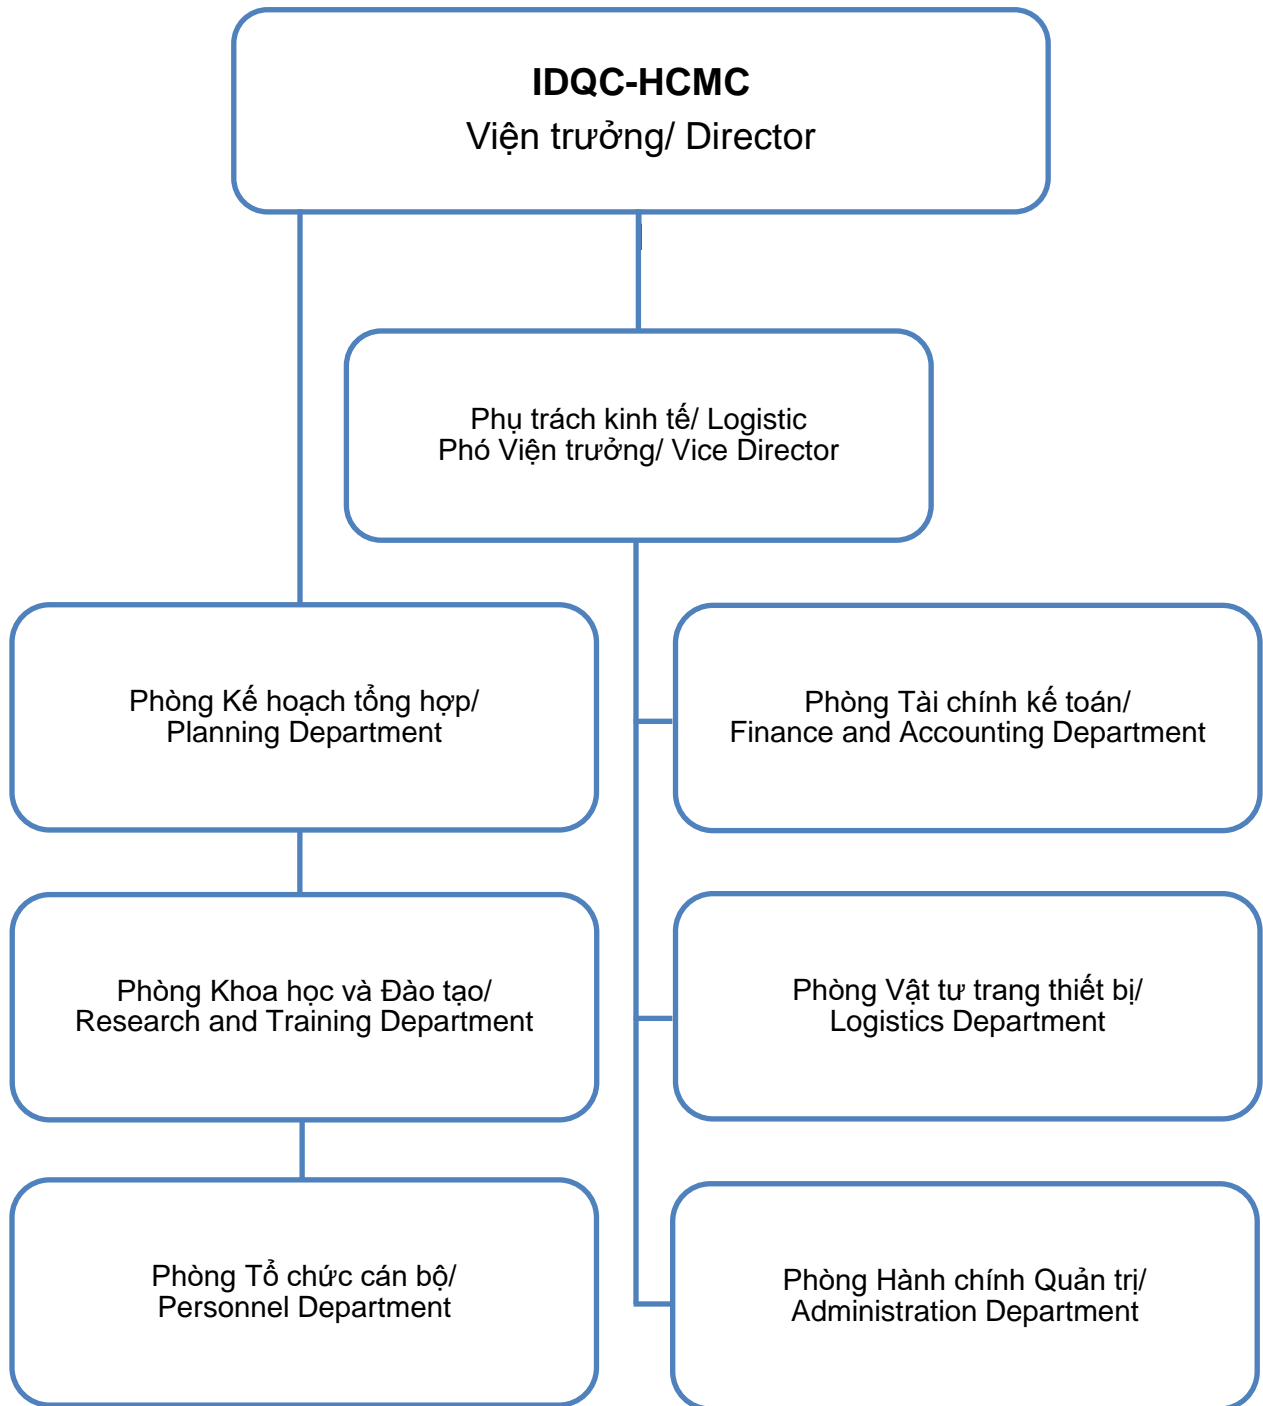 IDQC-HCMC
Viện trưởng/ Director
Phụ trách kinh tế/ Logistic
Phó Viện trưởng/ Vice Director
Phòng Kế hoạch tổng hợp/
Planning Department
Phòng Tài chính kế toán/
Finance and Accounting Department
Phòng Khoa học và Đào tạo/
Research and Training Department
Phòng Vật tư trang thiết bị/
Logistics Department
Phòng Tổ chức cán bộ/
Personnel Department
Phòng Hành chính Quản trị/
Administration Department